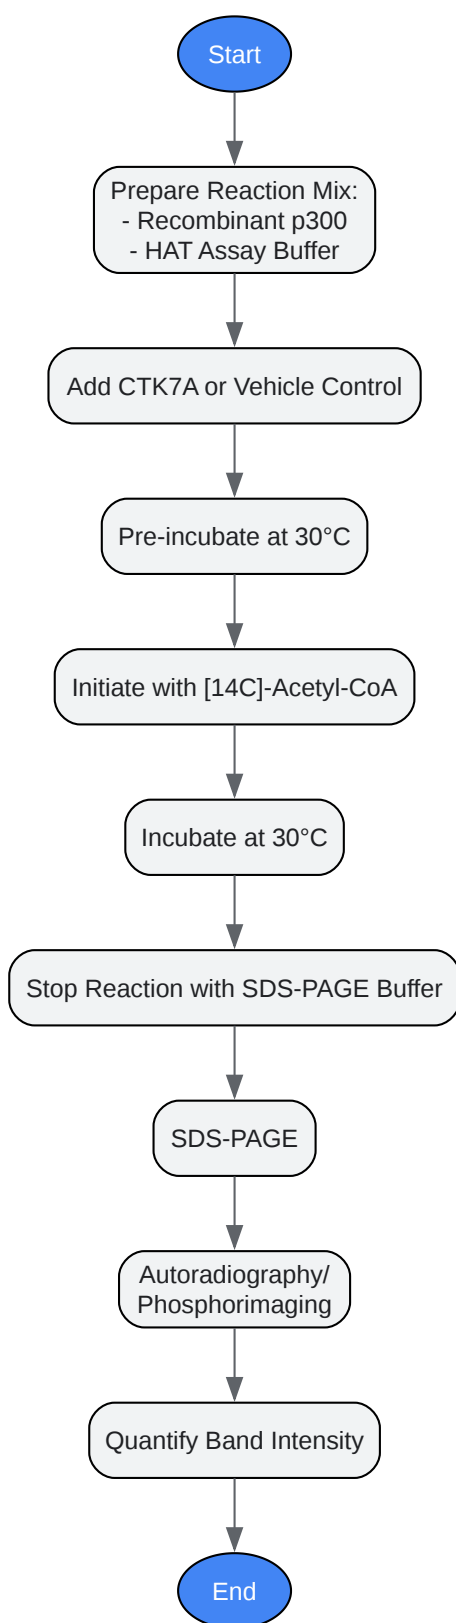 Start
Prepare Reaction Mix:
- Recombinant p300
- HAT Assay Buffer
Add CTK7A or Vehicle Control
Pre-incubate at 30°C
Initiate with [14C]-Acetyl-CoA
Incubate at 30°C
Stop Reaction with SDS-PAGE Buffer
SDS-PAGE
Autoradiography/
Phosphorimaging
Quantify Band Intensity
End